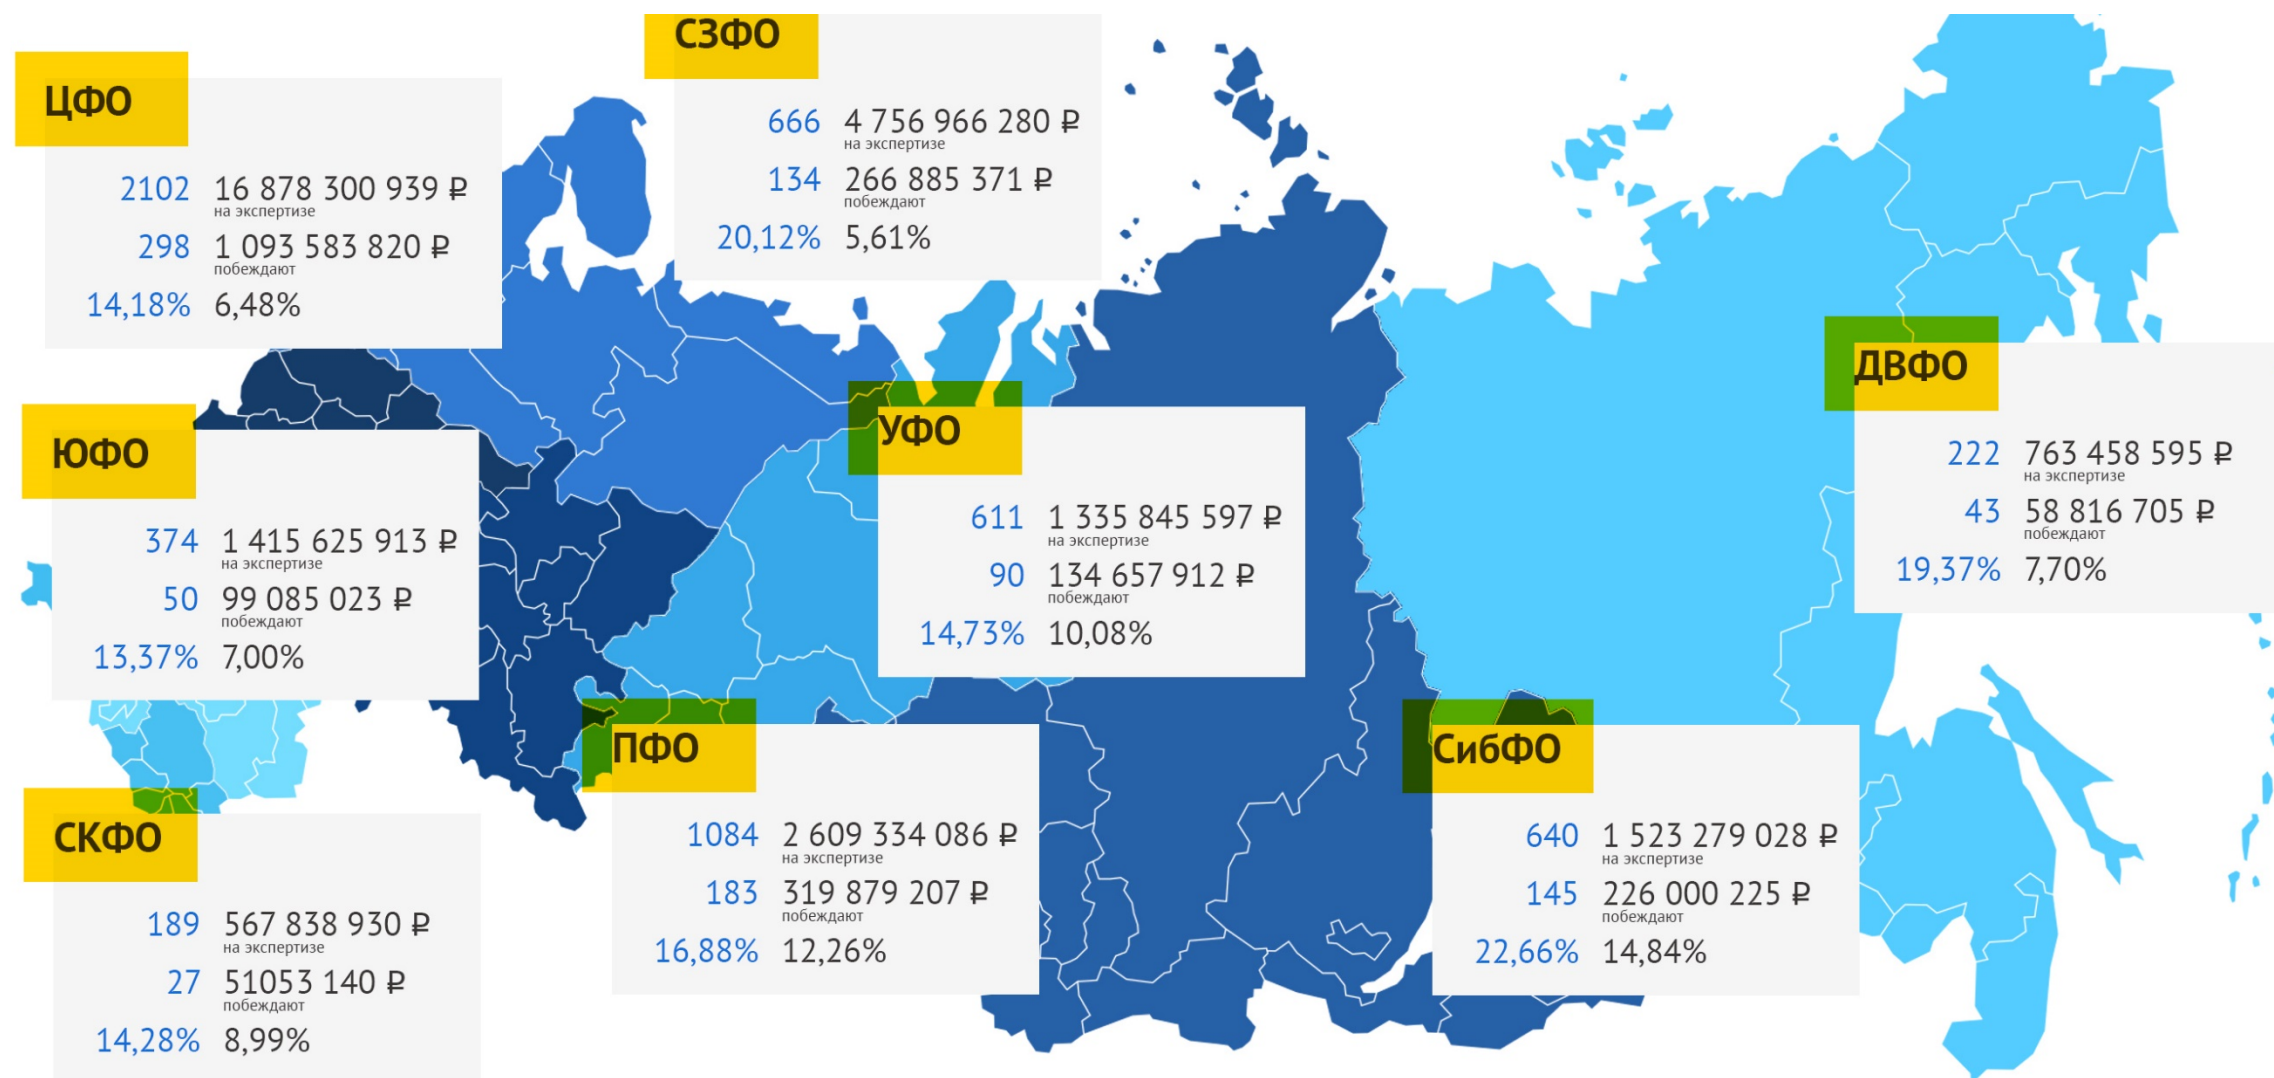 ЦФО
2102 16 878 300 939 ₽
на экспертизе
298 1 093 583 820 ₽
побеждают
14,18% 6,48%
СЗФО
666 4 756 966 280 ₽
на экспертизе
134 266 885 371 ₽
побеждают
20,12% 5,61%
ЮФО
374 1 415 625 913 ₽
на экспертизе
50 99 085 023 ₽
побеждают
13,37% 7,00%
УФО
611 1 335 845 597 ₽
на экспертизе
90 134 657 912 ₽
побеждают
14,73% 10,08%
ДВФО
222 763 458 595 ₽
на экспертизе
43 58 816 705 ₽
побеждают
19,37% 7,70%
СКФО
189 567 838 930 ₽
на экспертизе
27 51053 140 ₽
побеждают
14,28% 8,99%
ПФО
1084 2 609 334 086 ₽
на экспертизе
183 319 879 207 ₽
побеждают
16,88% 12,26%
СибФО
640 1 523 279 028 ₽
на экспертизе
145 226 000 225 ₽
побеждают
22,66% 14,84%